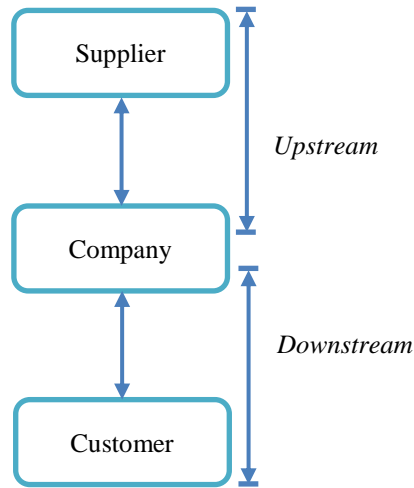 Supplier
Upstream
Company
Downstream
Customer